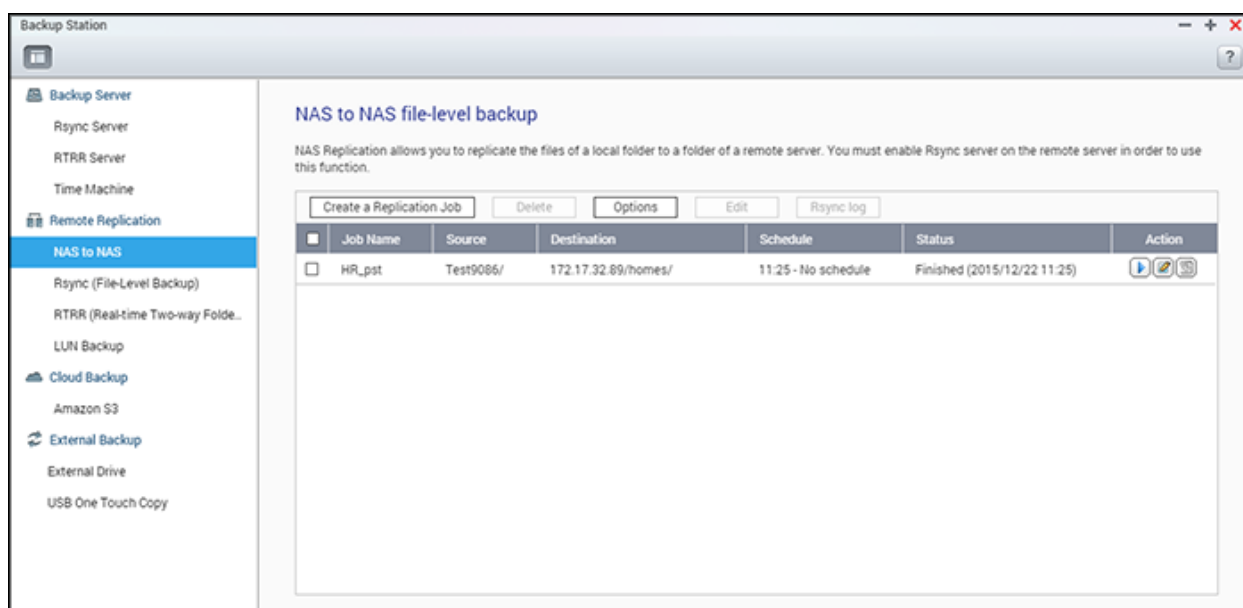 Backup Station
?
Backup Server
Rsync Server
RTRR Server
Time Machine
Remote Replication
NAS to NAS
Rsync (File-Level Backup)
RTRR (Real-time Two-way Folde..
LUN Backup
Cloud Backup
Amazon S3
External Backup
External Drive
USB One Touch Copy
NAS to NAS file-level backup
NAS Replication allows you to replicate the files of a local folder to a folder of a remote server. You must enable Rsync server on the remote server in order to use
this function.
Create a Replication Job Delete Options Edit Rsync log
Job Name Source Destination Schedule Status Action
HR_pst Test9086/ 172.17.32.89/homes/ 11:25 - No schedule Finished (2015/12/22 11:25)